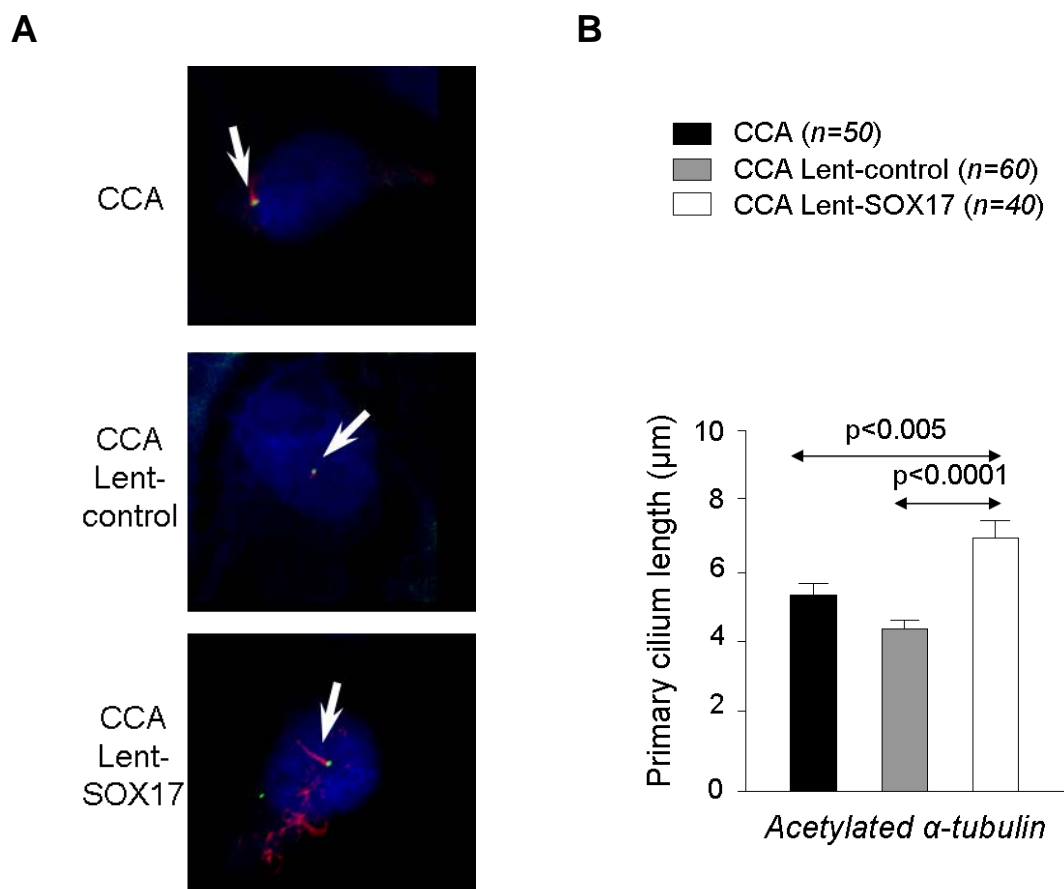 A
CCA
CCA
Lent-
control
CCA
Lent-
SOX17
B
CCA (n=50)
CCA Lent-control (n=60)
CCA Lent-SOX17 (n=40)
Primary cilium length (µm)
10
8
6
4
2
0
p<0.005
p<0.0001
Acetylated α-tubulin